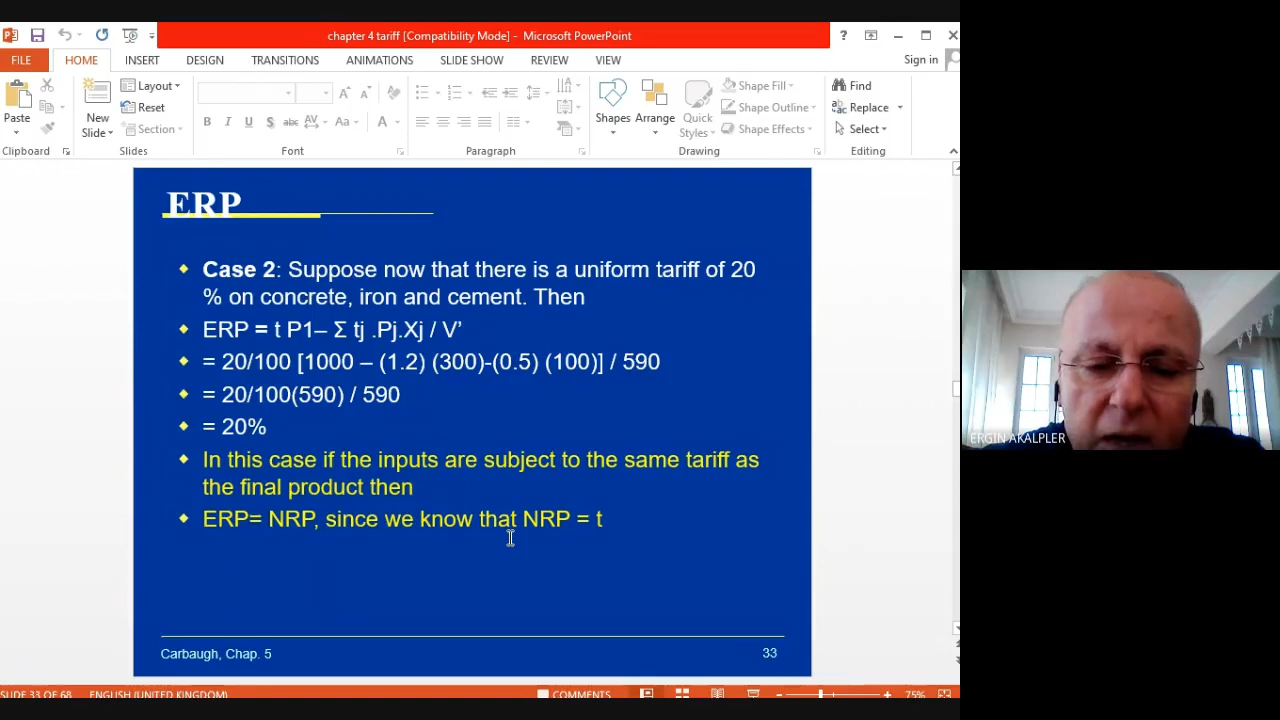 chapter 4 tariff [Compatibility Mode] - Microsoft PowerPoint
?
FILE
HOME
INSERT
DESIGN
TRANSITIONS
ANIMATIONS
SLIDE SHOW
REVIEW
VIEW
Sign in
Paste
New
Slide
Layout
Reset
Section
B I U S abc AV Aa A
Shapes
Arrange
Quick
Styles
Shape Fill
Shape Outline
Shape Effects
Find
Replace
Select
Clipboard
Slides
Font
Paragraph
Drawing
Editing
ERP
Case 2: Suppose now that there is a uniform tariff of 20
% on concrete, iron and cement. Then
ERP = t P1– Σ tj .Pj.Xj / V’
= 20/100 [1000 – (1.2) (300)-(0.5) (100)] / 590
= 20/100(590) / 590
= 20%
In this case if the inputs are subject to the same tariff as
the final product then
ERP= NRP, since we know that NRP = t
Carbaugh, Chap. 5
33
ERGIN AKALPLER
SLIDE 33 OF 68
ENGLISH (UNITED KINGDOM)
COMMENTS
75%